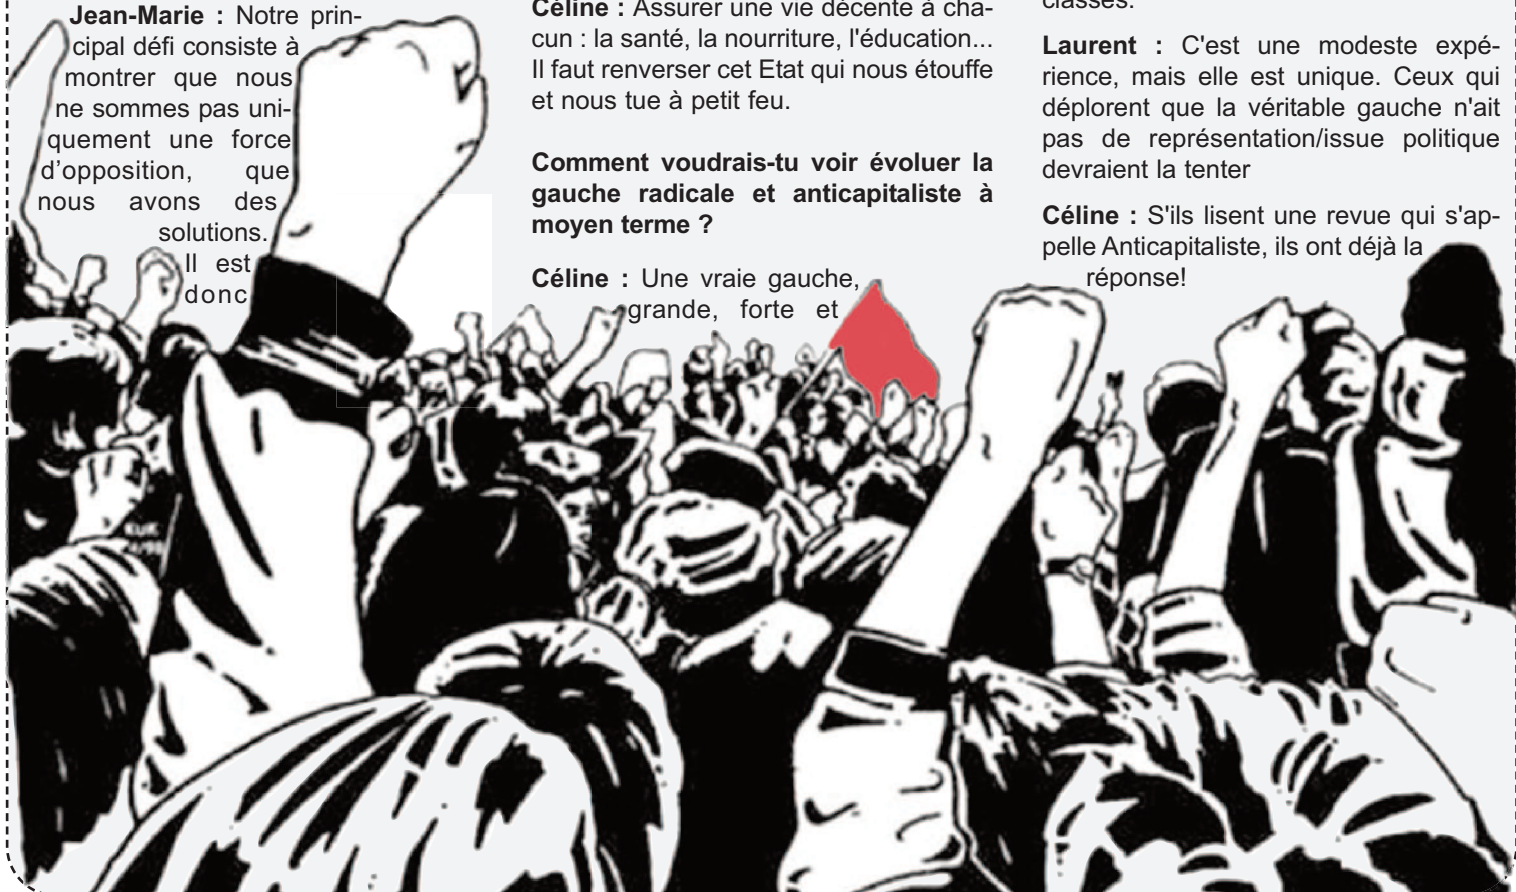 Jean-Marie : Notre prin-
cipal défi consiste à
montrer que nous
ne sommes pas uni-
quement une force
d’opposition, que
nous avons des
solutions.
Il est
donc
Céline : Assurer une vie décente à cha-
cun : la santé, la nourriture, l'éducation...
Il faut renverser cet Etat qui nous étouffe
et nous tue à petit feu.
Comment voudrais-tu voir évoluer la
gauche radicale et anticapitaliste à
moyen terme ?
Céline : Une vraie gauche,
grande, forte et
classes.
Laurent : C'est une modeste expé-
rience, mais elle est unique. Ceux qui
déplorent que la véritable gauche n'ait
pas de représentation/issue politique
devraient la tenter
Céline : S'ils lisent une revue qui s'ap-
pelle Anticapitaliste, ils ont déjà la
réponse!
KUK